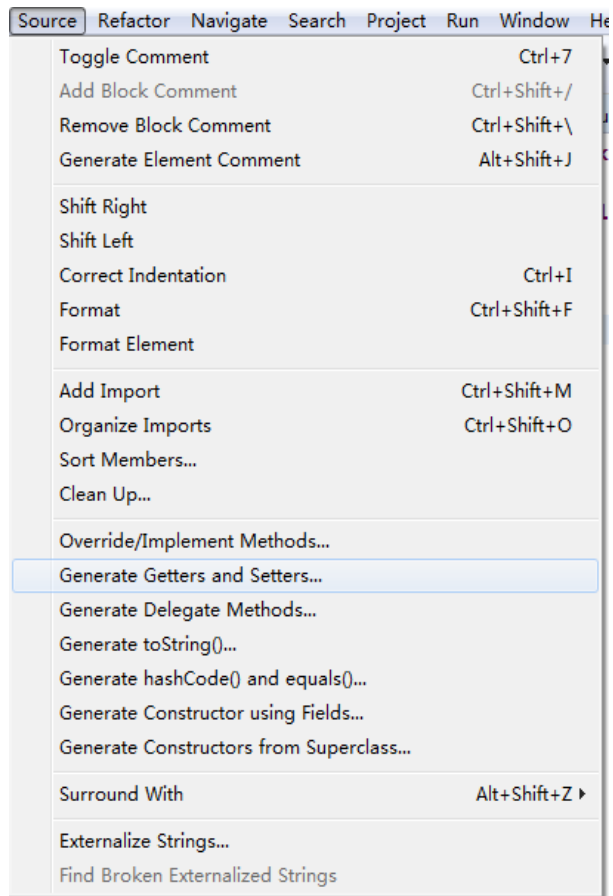 Source Refactor Navigate Search Project Run Window He
Toggle Comment Ctrl+7
Add Block Comment Ctrl+Shift+/
Remove Block Comment Ctrl+Shift+\
Generate Element Comment Alt+Shift+J
Shift Right
Shift Left
Correct Indentation Ctrl+I
Format Ctrl+Shift+F
Format Element
Add Import Ctrl+Shift+M
Organize Imports Ctrl+Shift+O
Sort Members...
Clean Up...
Override/Implement Methods...
Generate Getters and Setters...
Generate Delegate Methods...
Generate toString()...
Generate hashCode() and equals()...
Generate Constructor using Fields...
Generate Constructors from Superclass...
Surround With Alt+Shift+Z
Externalize Strings...
Find Broken Externalized Strings